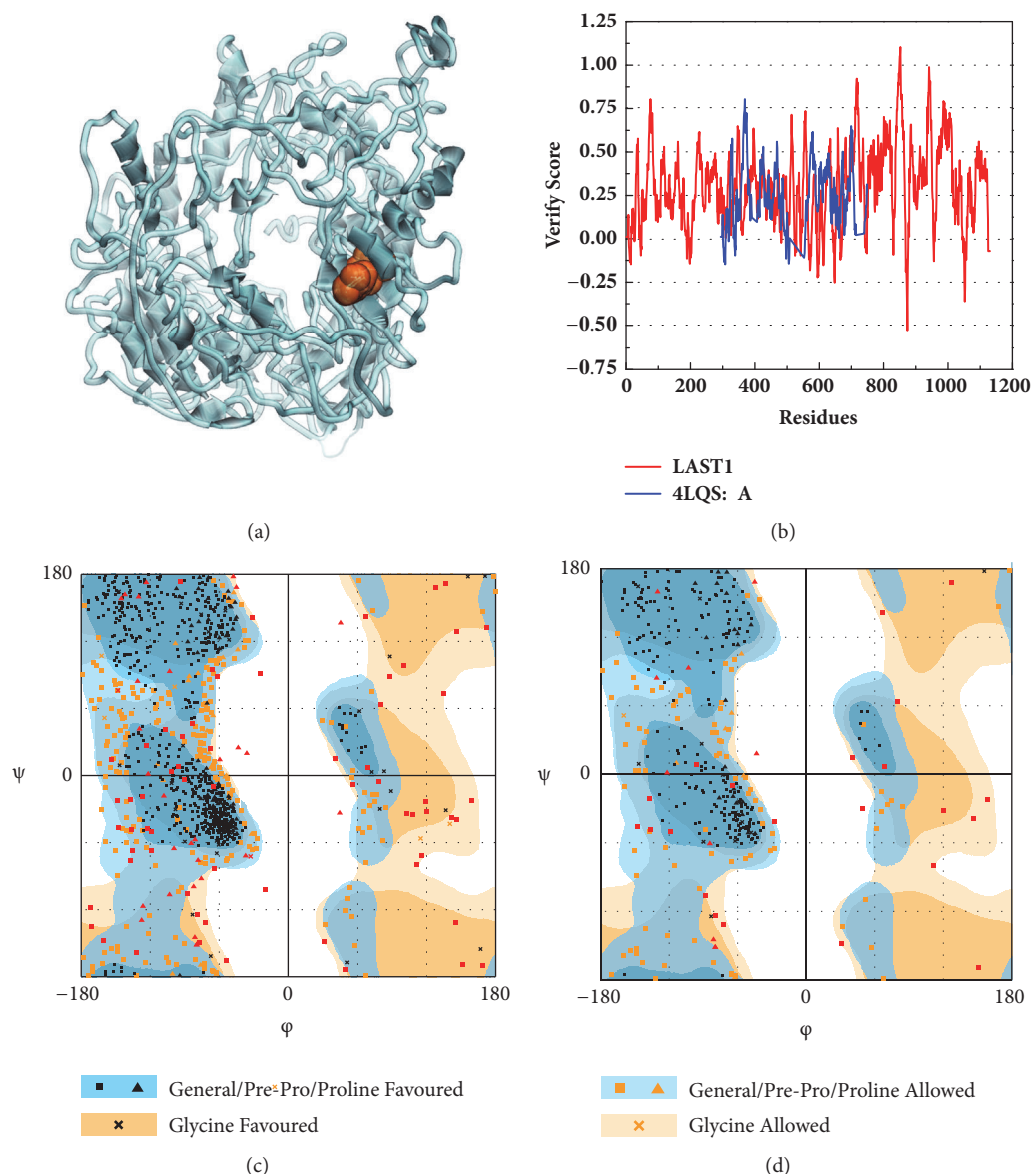 (a)
1.25
1.00
0.75
0.50
0.25
0.00
−0.25
−0.50
−0.75
Verify Score
0 200 400 600 800 1000 1200
Residues
LAST1
4LQS: A
(b)
180
ψ
0
−180 0 180
φ
General/Pre-Pro/Proline Favoured
Glycine Favoured
(c)
180
ψ
0
−180
−180 0 180
φ
General/Pre-Pro/Proline Allowed
Glycine Allowed
(d)